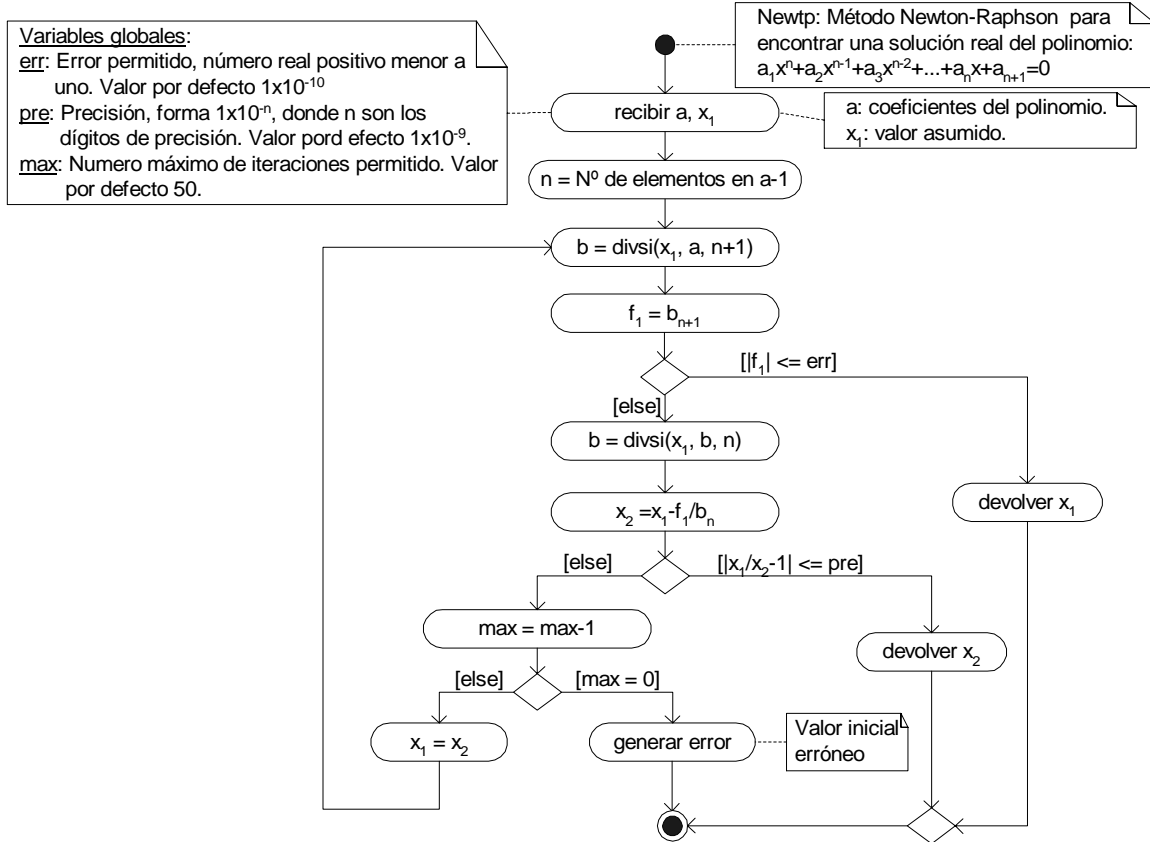 Variables globales:
err: Error permitido, número real positivo menor a
uno. Valor por defecto 1x10⁻¹⁰
pre: Precisión, forma 1x10⁻ⁿ, donde n son los
dígitos de precisión. Valor pord efecto 1x10⁻⁹.
max: Numero máximo de iteraciones permitido. Valor
por defecto 50.
Newtp: Método Newton-Raphson para
encontrar una solución real del polinomio:
a₁xⁿ+a₂xⁿ⁻¹+a₃xⁿ⁻²+...+aₙx+aₙ₊₁=0
recibir a, x₁
a: coeficientes del polinomio.
x₁: valor asumido.
n = Nº de elementos en a-1
b = divsi(x₁, a, n+1)
f₁ = bₙ₊₁
[|f₁| <= err]
[else]
b = divsi(x₁, b, n)
devolver x₁
x₂ =x₁-f₁/bₙ
[else]
[|x₁/x₂-1| <= pre]
max = max-1
devolver x₂
[else]
[max = 0]
x₁ = x₂
generar error
Valor inicial
erróneo